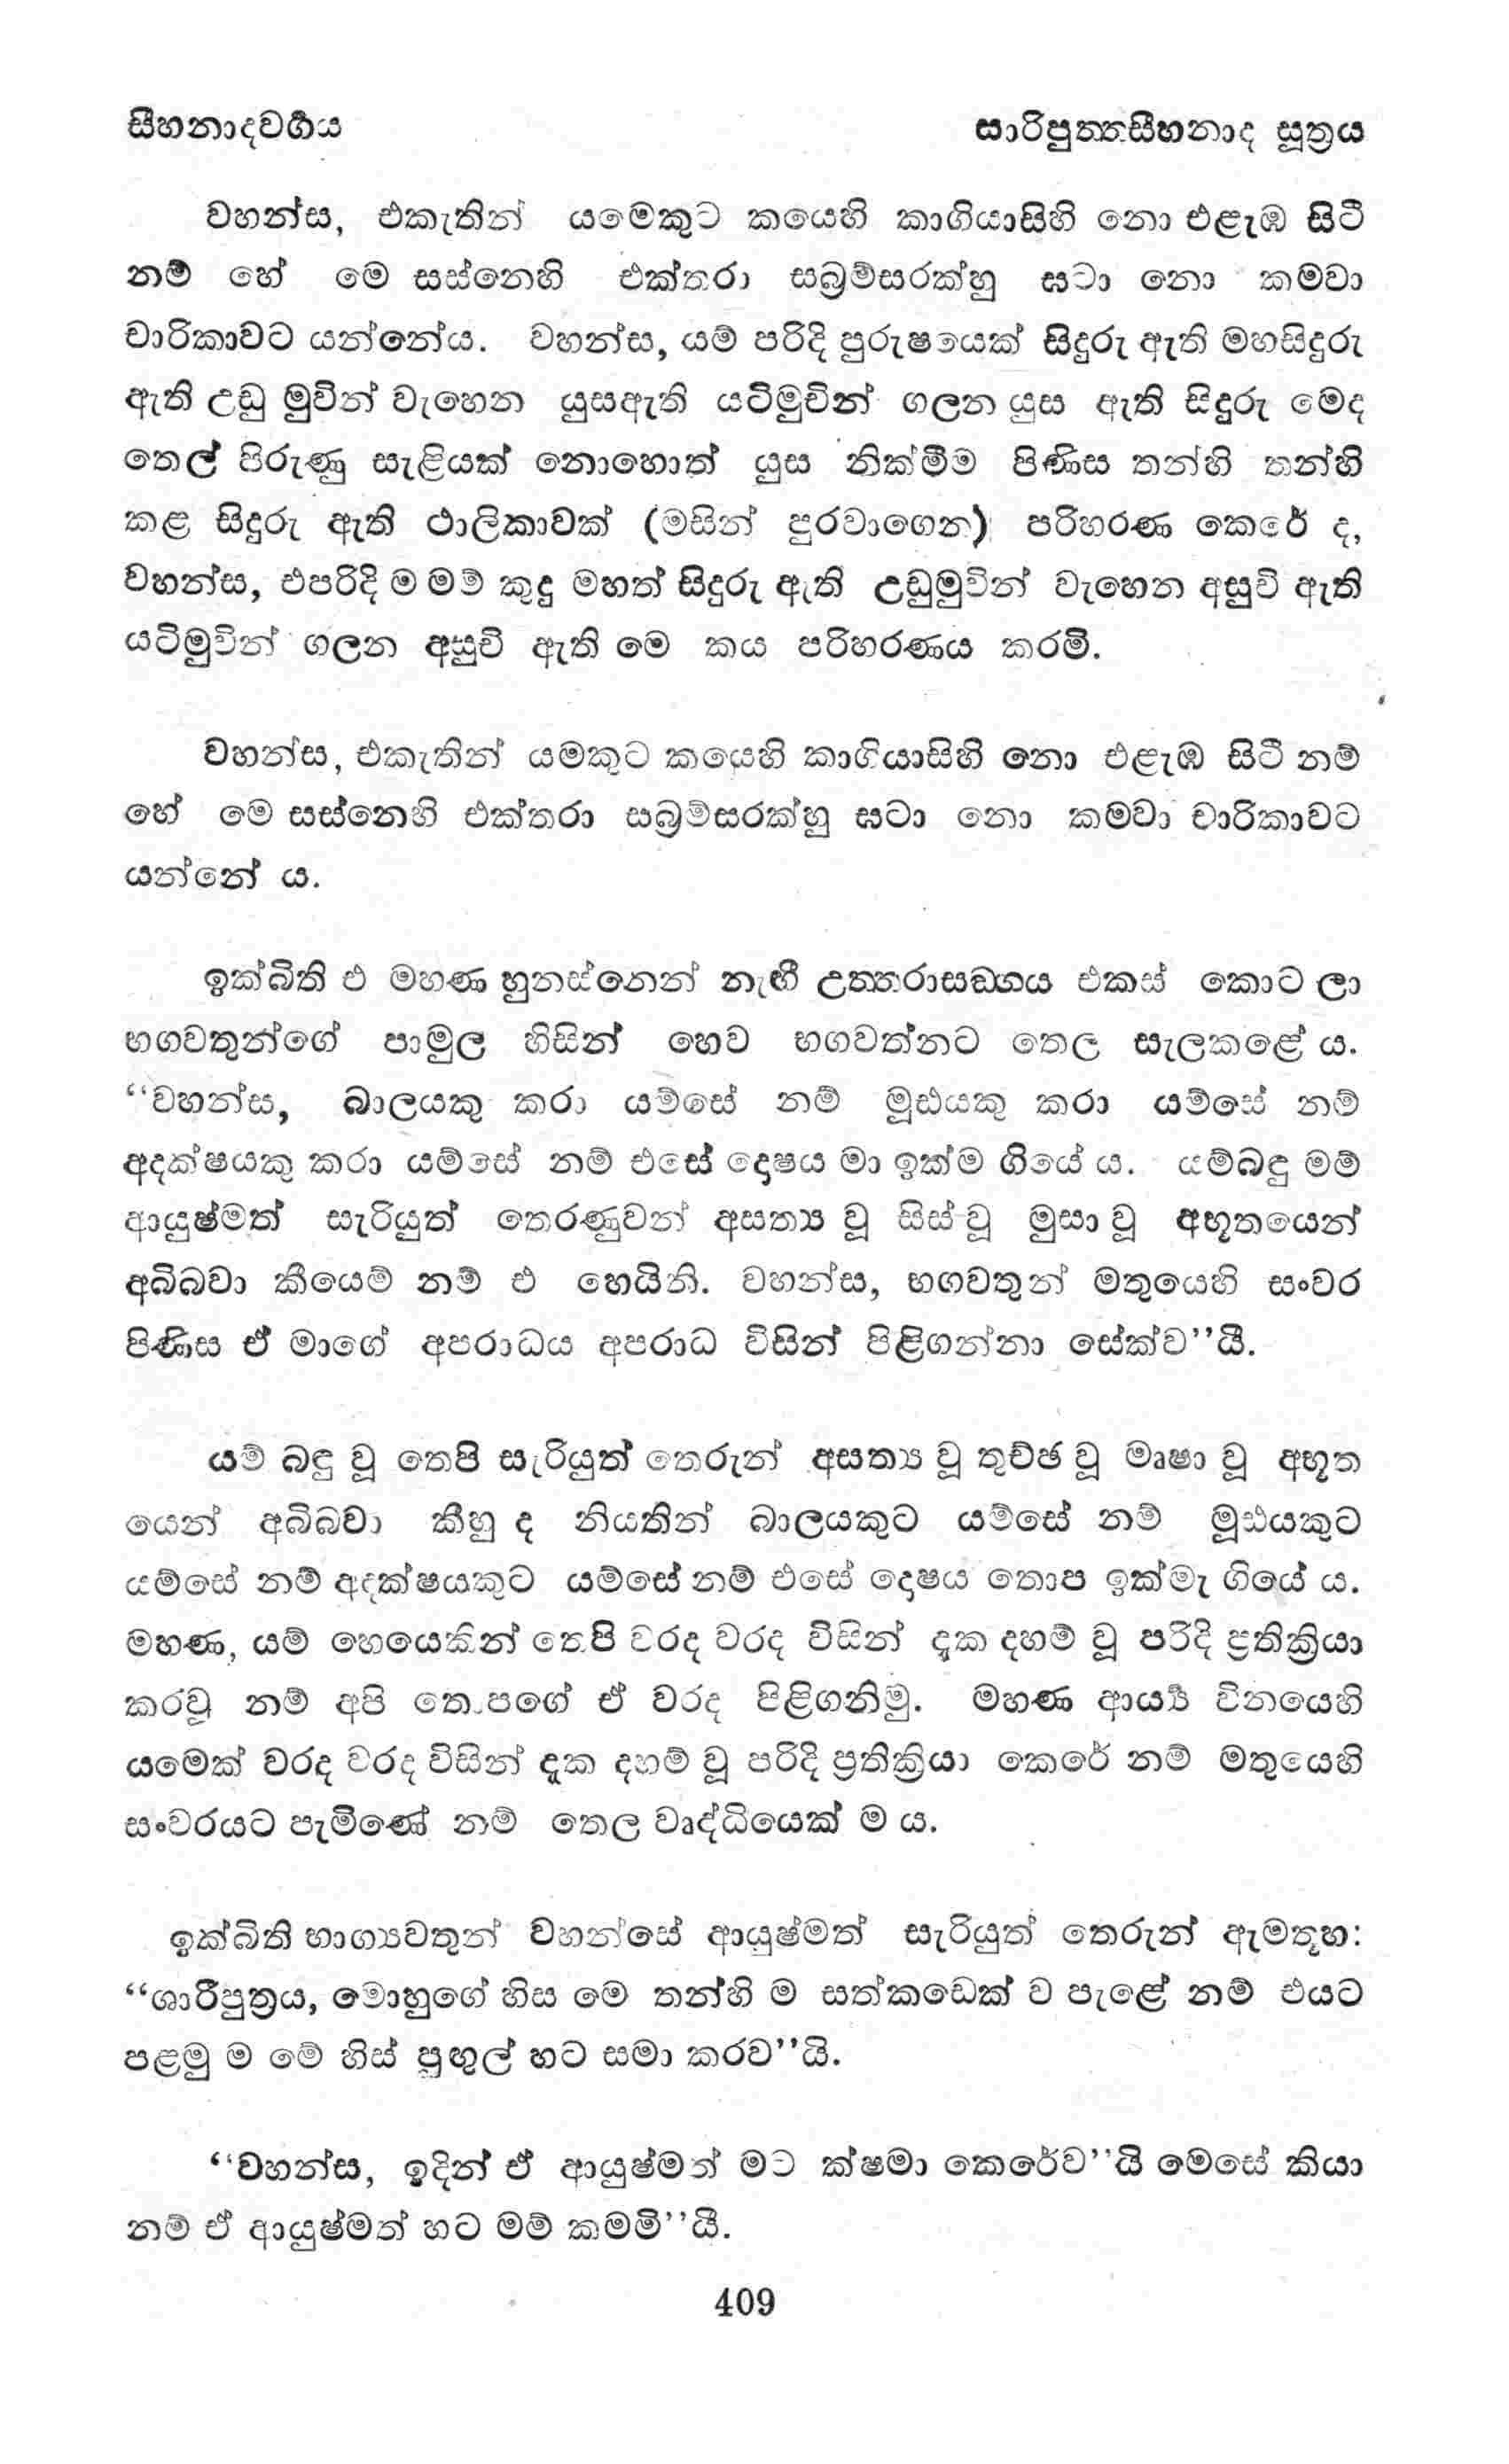 සීහනාදවර්‍ගය
සාරිපුත්තසීහනාද සූත්‍රය
වහන්ස, එකැතින් යමෙකුට කයෙහි කාගියාසිහි නො එළැඹ සිටී
නම් හේ මෙ සස්නෙහි එක්තරා සබ්‍රම්සරක්හු ඝටා නො කමවා
චාරිකාවට යන්නේය. වහන්ස, යම් පරිදි පුරුෂයෙක් සිදුරු ඇති මහසිදුරු
ඇති උඩු මුවින් වැහෙන යුසඇති යටිමුවින් ගලන යුස ඇති සිදුරු මෙද
තෙල් පිරුණු සැළියක් නොහොත් යුස නික්මීම පිණිස තන්හි තන්හි
කළ සිදුරු ඇති ථාලිකාවක් (මසින් පුරවාගෙන) පරිහරණ කෙරේ ද,
වහන්ස, එපරිදි ම මම් කුදු මහත් සිදුරු ඇති උඩුමුවින් වැහෙන අසුචි ඇති
යටිමුවින් ගලන අසුචි ඇති මෙ කය පරිහරණය කරමි.
වහන්ස, එකැතින් යමකුට කයෙහි කාගියාසිහි නො එළැඹ සිටී නම්
හේ මෙ සස්නෙහි එක්තරා සබ්‍රම්සරක්හු ඝටා නො කමවා චාරිකාවට
යන්නේ ය.
ඉක්බිති එ මහණ හුනස්නෙන් නැඟී උත්තරාසඞ්ගය එකස් කොට ලා
භගවතුන්ගේ පාමුල හිසින් හෙව භගවත්නට තෙල සැලකළේ ය.
“වහන්ස, බාලයකු කරා යම්සේ නම් මූඪයකු කරා යම්සේ නම්
අදක්ෂයකු කරා යම්සේ නම් එසේ දොෂය මා ඉක්ම ගියේ ය. යම්බඳු මම්
ආයුෂ්මත් සැරියුත් තෙරණුවන් අසත්‍ය වූ සිස් වූ මුසා වූ අභූතයෙන්
අබිබවා කීයෙම් නම් එ හෙයිනි. වහන්ස, භගවතුන් මතුයෙහි සංවර
පිණිස ඒ මාගේ අපරාධය අපරාධ විසින් පිළිගන්නා සේක්ව”යී.
යම් බඳු වූ තෙපි සැරියුත් තෙරුන් අසත්‍ය වූ තුච්ඡ වූ මෘෂා වූ අභූත
යෙන් අබිබවා කීහු ද නියතින් බාලයකුට යම්සේ නම් මූඪයකුට
යම්සේ නම් අදක්ෂයකුට යම්සේ නම් එසේ දොෂය තොප ඉක්මැ ගියේ ය.
මහණ, යම් හෙයෙකින් තෙපි වරද වරද විසින් දැක දහම් වූ පරිදි ප්‍රතික්‍රියා
කරවූ නම් අපි තොපගේ ඒ වරද පිළිගනිමු. මහණ ආර්‍ය්‍ය විනයෙහි
යමෙක් වරද වරද විසින් දැක දහම් වූ පරිදි ප්‍රතික්‍රියා කෙරේ නම් මතුයෙහි
සංවරයට පැමිණේ නම් තෙල වෘද්ධියෙක් ම ය.
ඉක්බිති භාග්‍යවතුන් වහන්සේ ආයුෂ්මත් සැරියුත් තෙරුන් ඇමතූහ:
“ශාරීපුත්‍රය, මොහුගේ හිස මෙ තන්හි ම සත්කඩෙක් ව පැළේ නම් එයට
පළමු ම මේ හිස් පුඟුල් හට සමා කරව”යි.
“වහන්ස, ඉදින් ඒ ආයුෂ්මත් මට ක්ෂමා කෙරේව”යි මෙසේ කියා
නම් ඒ ආයුෂ්මත් හට මම් කමමි”යී.
409